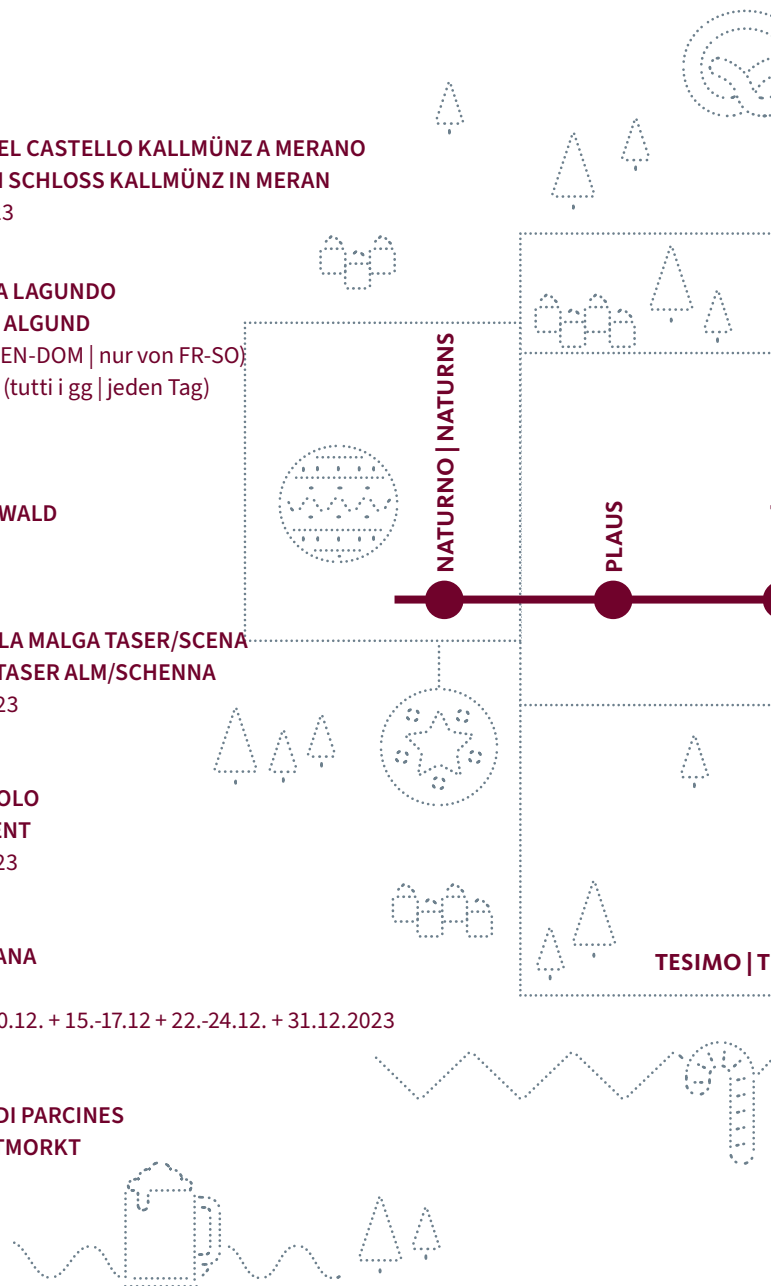 EL CASTELLO KALLMÜNZ A MERANO
SCHLOSS KALLMÜNZ IN MERAN
3
A LAGUNDO
ALGUND
EN-DOM | nur von FR-SO)
(tutti i gg | jeden Tag)
WALD
LA MALGA TASER/SCENA
TASER ALM/SCHENNA
23
OLO
ENT
23
ANA
0.12. + 15.-17.12 + 22.-24.12. + 31.12.2023
DI PARCINES
TMORKT
NATURNO | NATURNS
PLAUS
TESIMO | T